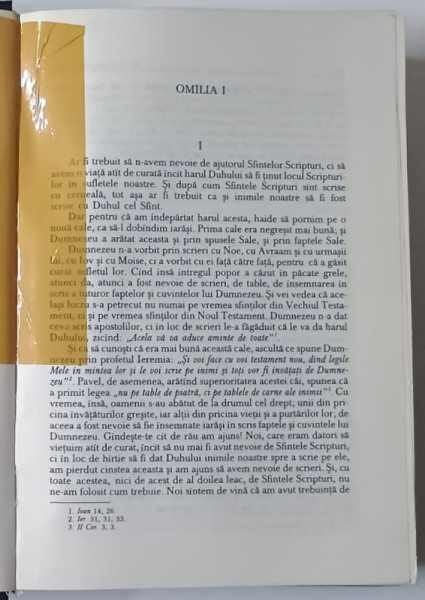 OMILIA I
I
Ar fi trebuit să n-avem nevoie de ajutorul Sfintelor Scripturi, ci să
avem o viață atît de curată încît harul Duhului să fi ținut locul Scripturi-
lor în sufletele noastre. Și după cum Sfintele Scripturi sînt scrise
cu cerneală, tot așa ar fi trebuit ca și inimile noastre să fi fost
scrise cu Duhul cel Sfînt.
Dar pentru că am îndepărtat harul acesta, haide să pornim pe o
nouă cale, ca să-l dobîndim iarăși. Prima cale era negreșit mai bună; și
Dumnezeu a arătat aceasta și prin spusele Sale, și prin faptele Sale.
Dumnezeu n-a vorbit prin scrieri cu Noe, cu Avraam și cu urmașii
lui, cu Iov și cu Moise, ci a vorbit cu ei față către față, pentru că a găsit
curat sufletul lor. Cînd însă întregul popor a căzut în păcate grele,
atunci da, atunci a fost nevoie de scrieri, de table, de însemnarea în
scris a tuturor faptelor și cuvintelor lui Dumnezeu. Și vei vedea că ace-
lași lucru s-a petrecut nu numai pe vremea sfinților din Vechiul Testa-
ment, ci și pe vremea sfinților din Noul Testament. Dumnezeu n-a dat
ceva scris apostolilor, ci în loc de scrieri le-a făgăduit că le va da harul
Duhului, zicînd: „Acela vă va aduce aminte de toate"¹.
Și ca să cunoști că era mai bună această cale, ascultă ce spune Dum-
nezeu prin profetul Ieremia: „Și voi face cu voi testament nou, dînd legile
Mele în mintea lor și le voi scrie pe inimi și toți vor fi învățați de Dumne-
zeu"². Pavel, de asemenea, arătînd superioritatea acestei căi, spunea că
a primit legea „nu pe table de piatră, ci pe tablele de carne ale inimii"³. Cu
vremea, însă, oamenii s-au abătut de la drumul cel drept; unii din pri-
cina învățăturilor greșite, iar alții din pricina vieții și a purtărilor lor; de
aceea a fost nevoie să fie însemnate iarăși în scris faptele și cuvintele lui
Dumnezeu. Gîndește-te cît de rău am ajuns! Noi, care eram datori să
viețuim atît de curat, încît să nu mai fi avut nevoie de Sfintele Scripturi,
ci în loc de hîrtie să fi dat Duhului inimile noastre spre a scrie pe ele,
am pierdut cinstea aceasta și am ajuns să avem nevoie de scrieri. Și, cu
toate acestea, nici de acest de al doilea leac, de Sfintele Scripturi, nu
ne-am folosit cum trebuie. Noi sîntem de vină că am avut trebuință de
1. Ioan 14, 26.
2. Ier. 31, 31, 33.
3. II Cor. 3, 3.